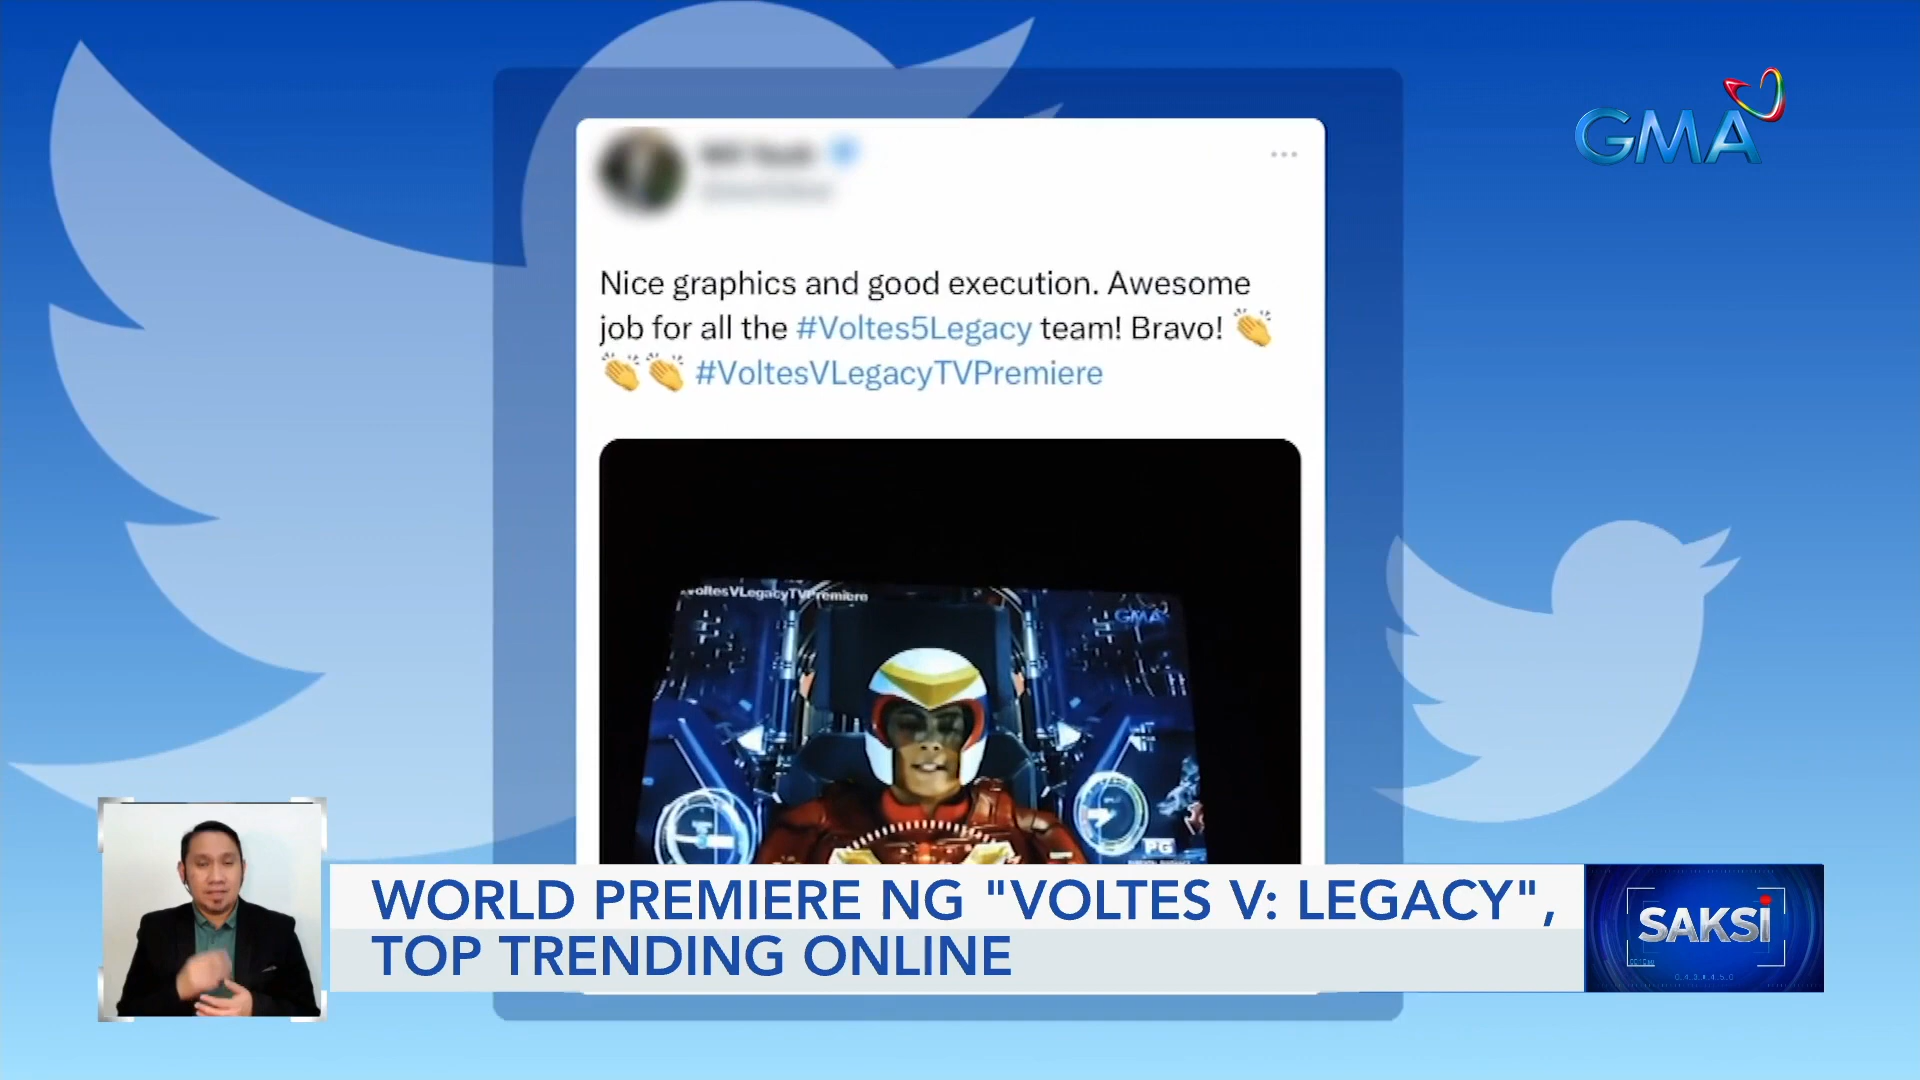 GMA
Nice graphics and good execution. Awesome
job for all the #Voltes5Legacy team! Bravo! 👏
👏👏 #VoltesVLegacyTVPremiere
VoltesVLegacyTVPremiere
GMA
PG
WORLD PREMIERE NG "VOLTES V: LEGACY",
TOP TRENDING ONLINE
SAKSI